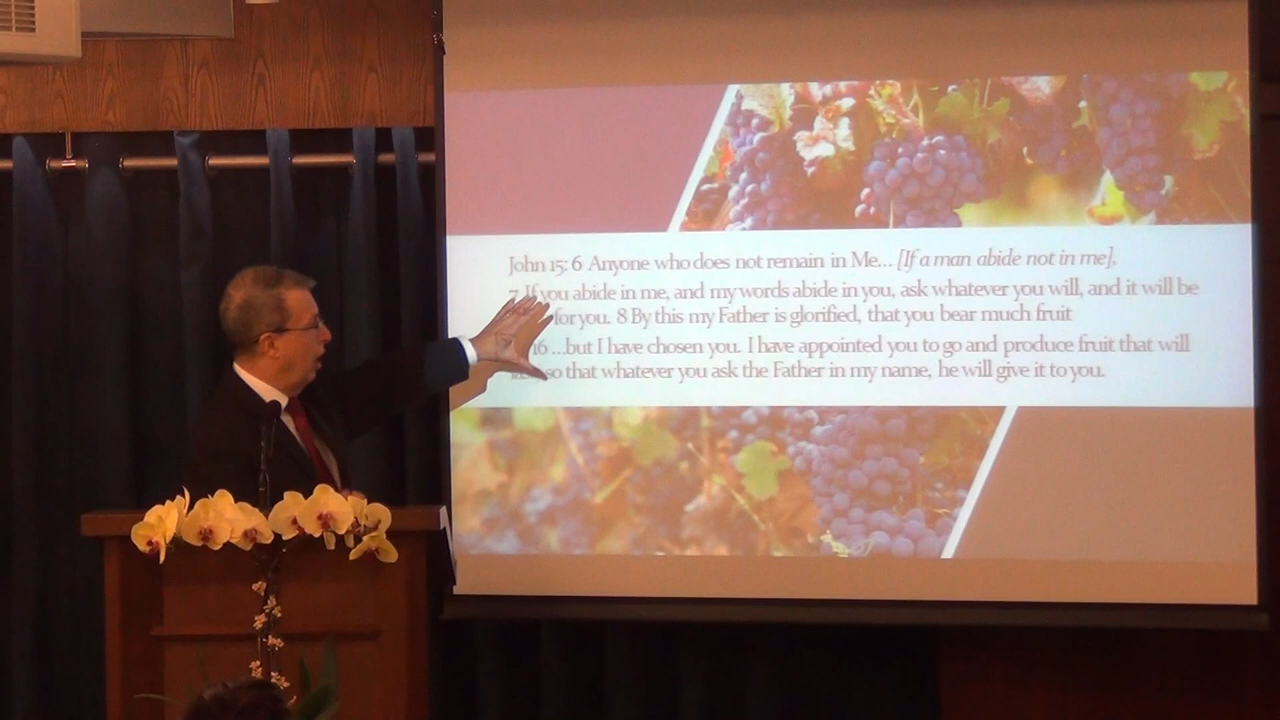 John 15: 6 Anyone who does not remain in Me... [If a man abide not in me],
7 If you abide in me, and my words abide in you, ask whatever you will, and it will be
for you. 8 By this my Father is glorified, that you bear much fruit
16 ...but I have chosen you. I have appointed you to go and produce fruit that will
so that whatever you ask the Father in my name, he will give it to you.